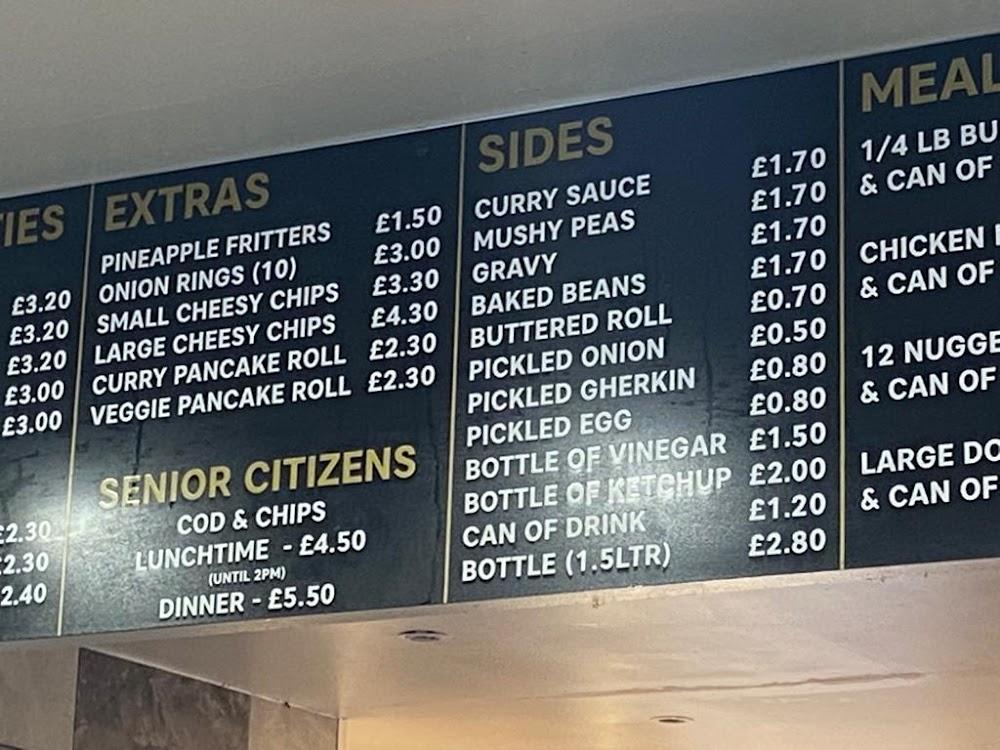 TIES
£3.20
£3.20
£3.20
£3.00
£3.00
£2.30
£2.30
2.40
EXTRAS
PINEAPPLE FRITTERS £1.50
ONION RINGS (10) £3.00
SMALL CHEESY CHIPS £3.30
LARGE CHEESY CHIPS £4.30
CURRY PANCAKE ROLL £2.30
VEGGIE PANCAKE ROLL £2.30
SENIOR CITIZENS
COD & CHIPS
LUNCHTIME - £4.50
(UNTIL 2PM)
DINNER - £5.50
SIDES
CURRY SAUCE £1.70
MUSHY PEAS £1.70
GRAVY £1.70
BAKED BEANS £1.70
BUTTERED ROLL £0.70
PICKLED ONION £0.50
PICKLED GHERKIN £0.80
PICKLED EGG £0.80
BOTTLE OF VINEGAR £1.50
BOTTLE OF KETCHUP £2.00
CAN OF DRINK £1.20
BOTTLE (1.5LTR) £2.80
MEAL
1/4 LB BU
& CAN OF
CHICKEN
& CAN OF
12 NUGGE
& CAN OF
LARGE DO
& CAN OF